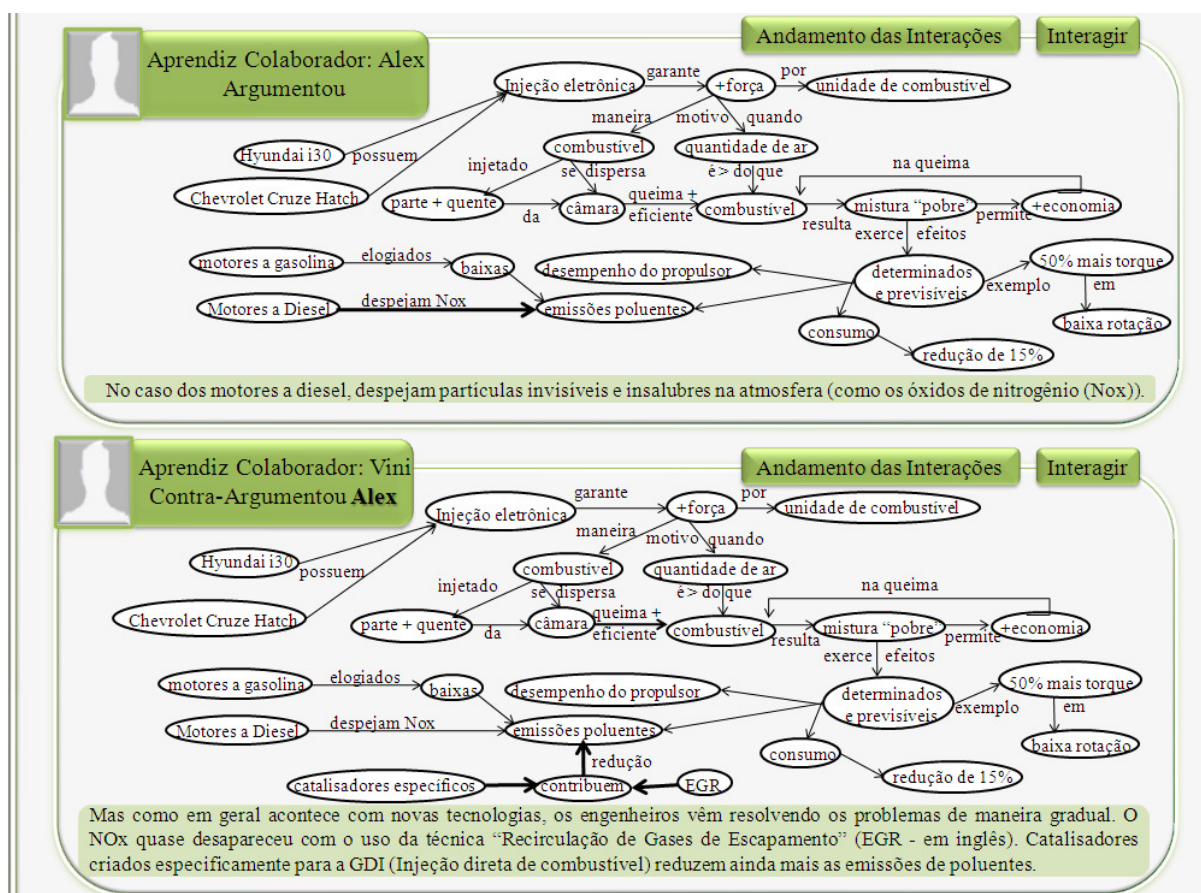 Aprendiz Colaborador: Alex
Argumentou
Andamento das Interações
Interagir
Injeção eletrônica
garante
+força
por
unidade de combustível
maneira
motivo
quando
Hyundai i30
possuem
combustível
quantidade de ar
injetado
se dispersa
é > do que
na queima
Chevrolet Cruze Hatch
parte + quente
da
câmara
queima +
eficiente
combustível
resulta
mistura “pobre”
permite
+economia
exerce
efeitos
motores a gasolina
elogiados
baixas
desempenho do propulsor
determinados
e previsíveis
exemplo
50% mais torque
em
Motores a Diesel
despejam Nox
emissões poluentes
consumo
baixa rotação
redução de 15%
No caso dos motores a diesel, despejam partículas invisíveis e insalubres na atmosfera (como os óxidos de nitrogênio (Nox)).
Aprendiz Colaborador: Vini
Contra-Argumentou Alex
Andamento das Interações
Interagir
Injeção eletrônica
garante
+força
por
unidade de combustível
maneira
motivo
quando
Hyundai i30
possuem
combustível
quantidade de ar
injetado
se dispersa
é > do que
na queima
Chevrolet Cruze Hatch
parte + quente
da
câmara
queima +
eficiente
combustível
resulta
mistura “pobre”
permite
+economia
exerce
efeitos
motores a gasolina
elogiados
baixas
desempenho do propulsor
determinados
e previsíveis
exemplo
50% mais torque
em
Motores a Diesel
despejam Nox
emissões poluentes
consumo
baixa rotação
redução
redução de 15%
catalisadores específicos
contribuem
EGR
Mas como em geral acontece com novas tecnologias, os engenheiros vêm resolvendo os problemas de maneira gradual. O
NOx quase desapareceu com o uso da técnica “Recirculação de Gases de Escapamento” (EGR - em inglês). Catalisadores
criados especificamente para a GDI (Injeção direta de combustível) reduzem ainda mais as emissões de poluentes.